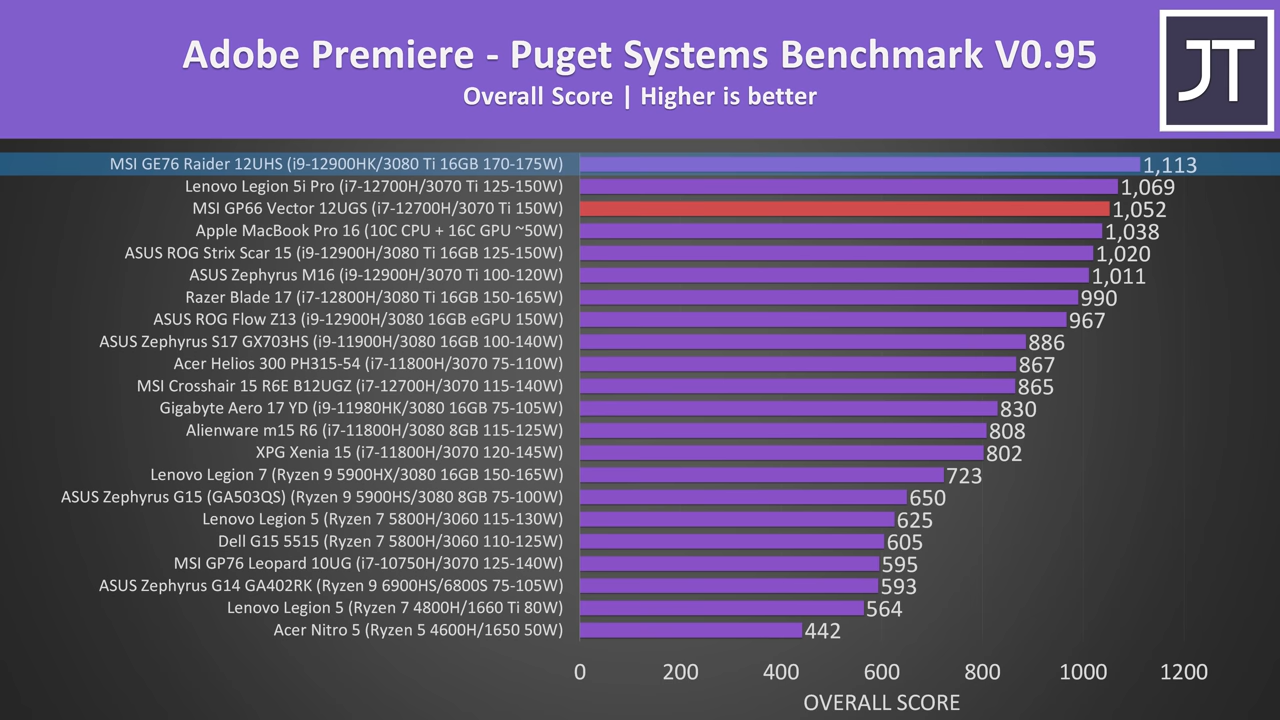 Adobe Premiere - Puget Systems Benchmark V0.95
Overall Score | Higher is better
JT
MSI GE76 Raider 12UHS (i9-12900HK/3080 Ti 16GB 170-175W) 1,113
Lenovo Legion 5i Pro (i7-12700H/3070 Ti 125-150W) 1,069
MSI GP66 Vector 12UGS (i7-12700H/3070 Ti 150W) 1,052
Apple MacBook Pro 16 (10C CPU + 16C GPU ~50W) 1,038
ASUS ROG Strix Scar 15 (i9-12900H/3080 Ti 16GB 125-150W) 1,020
ASUS Zephyrus M16 (i9-12900H/3070 Ti 100-120W) 1,011
Razer Blade 17 (i7-12800H/3080 Ti 16GB 150-165W) 990
ASUS ROG Flow Z13 (i9-12900H/3080 16GB eGPU 150W) 967
ASUS Zephyrus S17 GX703HS (i9-11900H/3080 16GB 100-140W) 886
Acer Helios 300 PH315-54 (i7-11800H/3070 75-110W) 867
MSI Crosshair 15 R6E B12UGZ (i7-12700H/3070 115-140W) 865
Gigabyte Aero 17 YD (i9-11980HK/3080 16GB 75-105W) 830
Alienware m15 R6 (i7-11800H/3080 8GB 115-125W) 808
XPG Xenia 15 (i7-11800H/3070 120-145W) 802
Lenovo Legion 7 (Ryzen 9 5900HX/3080 16GB 150-165W) 723
ASUS Zephyrus G15 (GA503QS) (Ryzen 9 5900HS/3080 8GB 75-100W) 650
Lenovo Legion 5 (Ryzen 7 5800H/3060 115-130W) 625
Dell G15 5515 (Ryzen 7 5800H/3060 110-125W) 605
MSI GP76 Leopard 10UG (i7-10750H/3070 125-140W) 595
ASUS Zephyrus G14 GA402RK (Ryzen 9 6900HS/6800S 75-105W) 593
Lenovo Legion 5 (Ryzen 7 4800H/1660 Ti 80W) 564
Acer Nitro 5 (Ryzen 5 4600H/1650 50W) 442
0 200 400 600 800 1000 1200
OVERALL SCORE